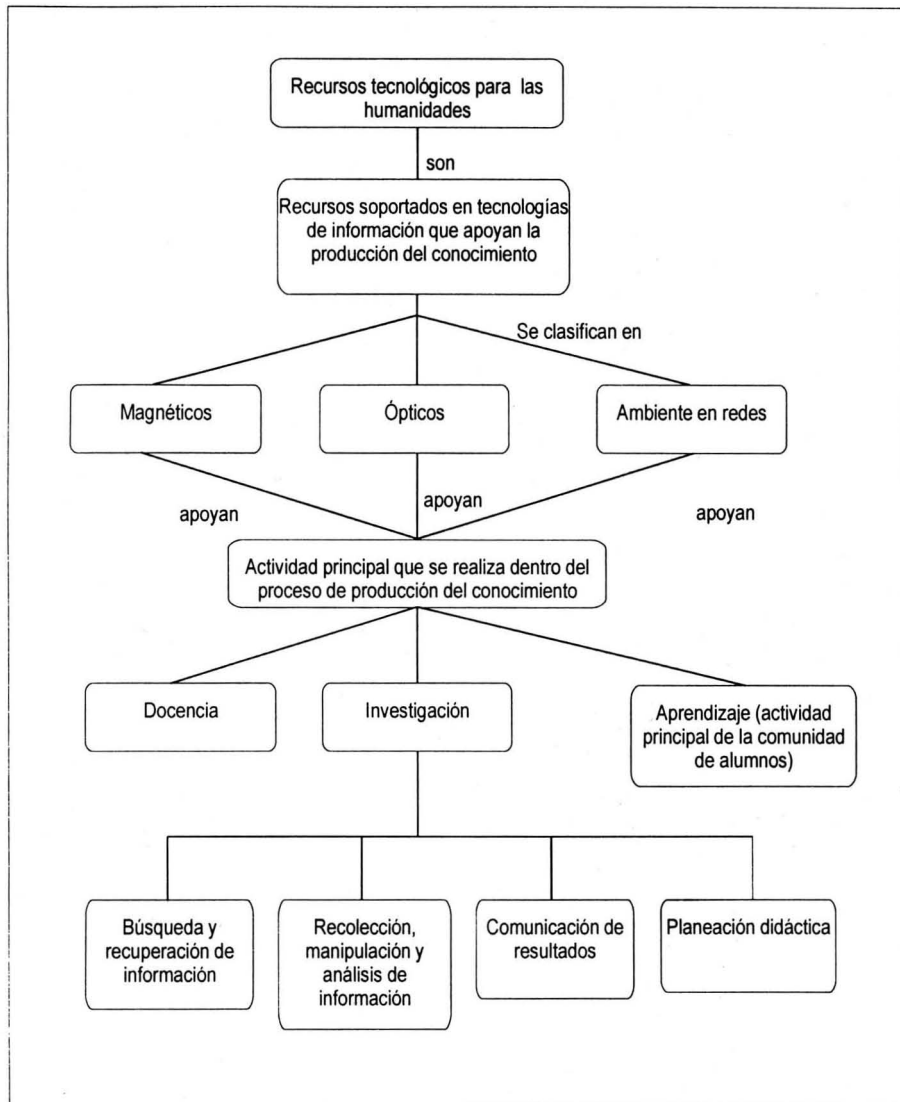 Recursos tecnológicos para las
humanidades
son
Recursos soportados en tecnologías
de información que apoyan la
producción del conocimiento
Se clasifican en
Magnéticos
Ópticos
Ambiente en redes
apoyan
apoyan
apoyan
Actividad principal que se realiza dentro del
proceso de producción del conocimiento
Docencia
Investigación
Aprendizaje (actividad
principal de la comunidad
de alumnos)
Búsqueda y
recuperación de
información
Recolección,
manipulación y
análisis de
información
Comunicación de
resultados
Planeación didáctica